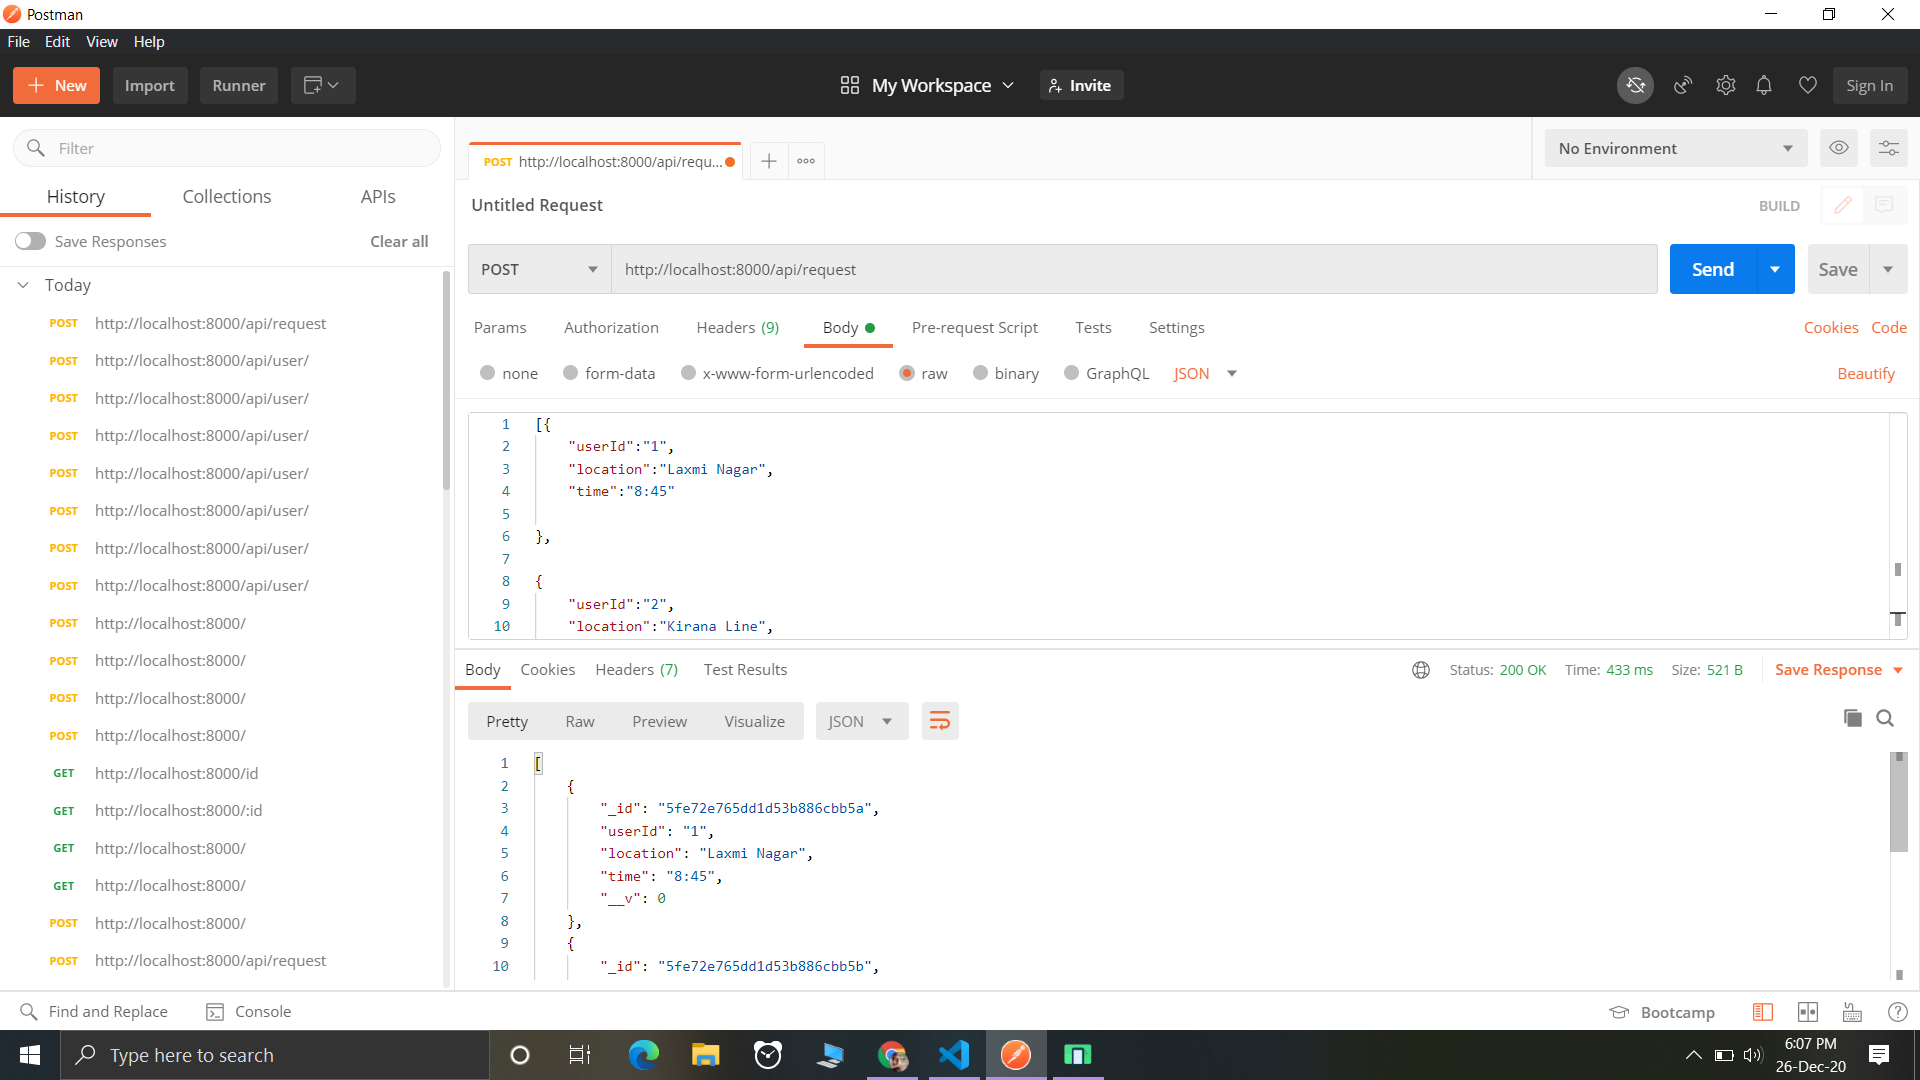 Postman
File Edit View Help
New Import Runner My Workspace Invite Sign In
Filter
History Collections APIs
Save Responses Clear all
Today
POST http://localhost:8000/api/request
POST http://localhost:8000/api/user/
POST http://localhost:8000/api/user/
POST http://localhost:8000/api/user/
POST http://localhost:8000/api/user/
POST http://localhost:8000/api/user/
POST http://localhost:8000/api/user/
POST http://localhost:8000/api/user/
POST http://localhost:8000/
POST http://localhost:8000/
POST http://localhost:8000/
POST http://localhost:8000/
GET http://localhost:8000/id
GET http://localhost:8000/:id
GET http://localhost:8000/
GET http://localhost:8000/
POST http://localhost:8000/
POST http://localhost:8000/api/request
POST http://localhost:8000/api/requ...
No Environment
Untitled Request BUILD
POST http://localhost:8000/api/request Send Save
Params Authorization Headers (9) Body Pre-request Script Tests Settings Cookies Code
none form-data x-www-form-urlencoded raw binary GraphQL JSON Beautify
1 [{
2 "userId":"1",
3 "location":"Laxmi Nagar",
4 "time":"8:45"
5
6 },
7
8 {
9 "userId":"2",
10 "location":"Kirana Line",
Body Cookies Headers (7) Test Results Status: 200 OK Time: 433 ms Size: 521 B Save Response
Pretty Raw Preview Visualize JSON
1 [
2 {
3 "_id": "5fe72e765dd1d53b886cbb5a",
4 "userId": "1",
5 "location": "Laxmi Nagar",
6 "time": "8:45",
7 "__v": 0
8 },
9 {
10 "_id": "5fe72e765dd1d53b886cbb5b",
Find and Replace Console Bootcamp
Type here to search
6:07 PM
26-Dec-20